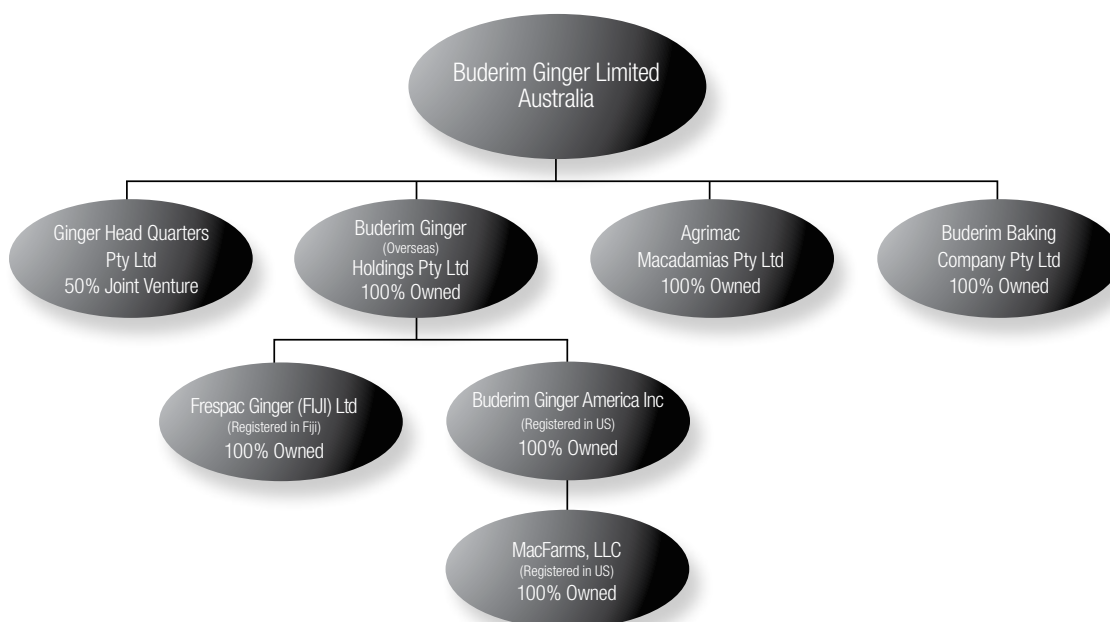 Buderim Ginger Limited
Australia
Ginger Head Quarters
Pty Ltd
50% Joint Venture
Buderim Ginger
(Overseas)
Holdings Pty Ltd
100% Owned
Agrimac
Macadamias Pty Ltd
100% Owned
Buderim Baking
Company Pty Ltd
100% Owned
Frespac Ginger (FIJI) Ltd
(Registered in Fiji)
100% Owned
Buderim Ginger America Inc
(Registered in US)
100% Owned
MacFarms, LLC
(Registered in US)
100% Owned